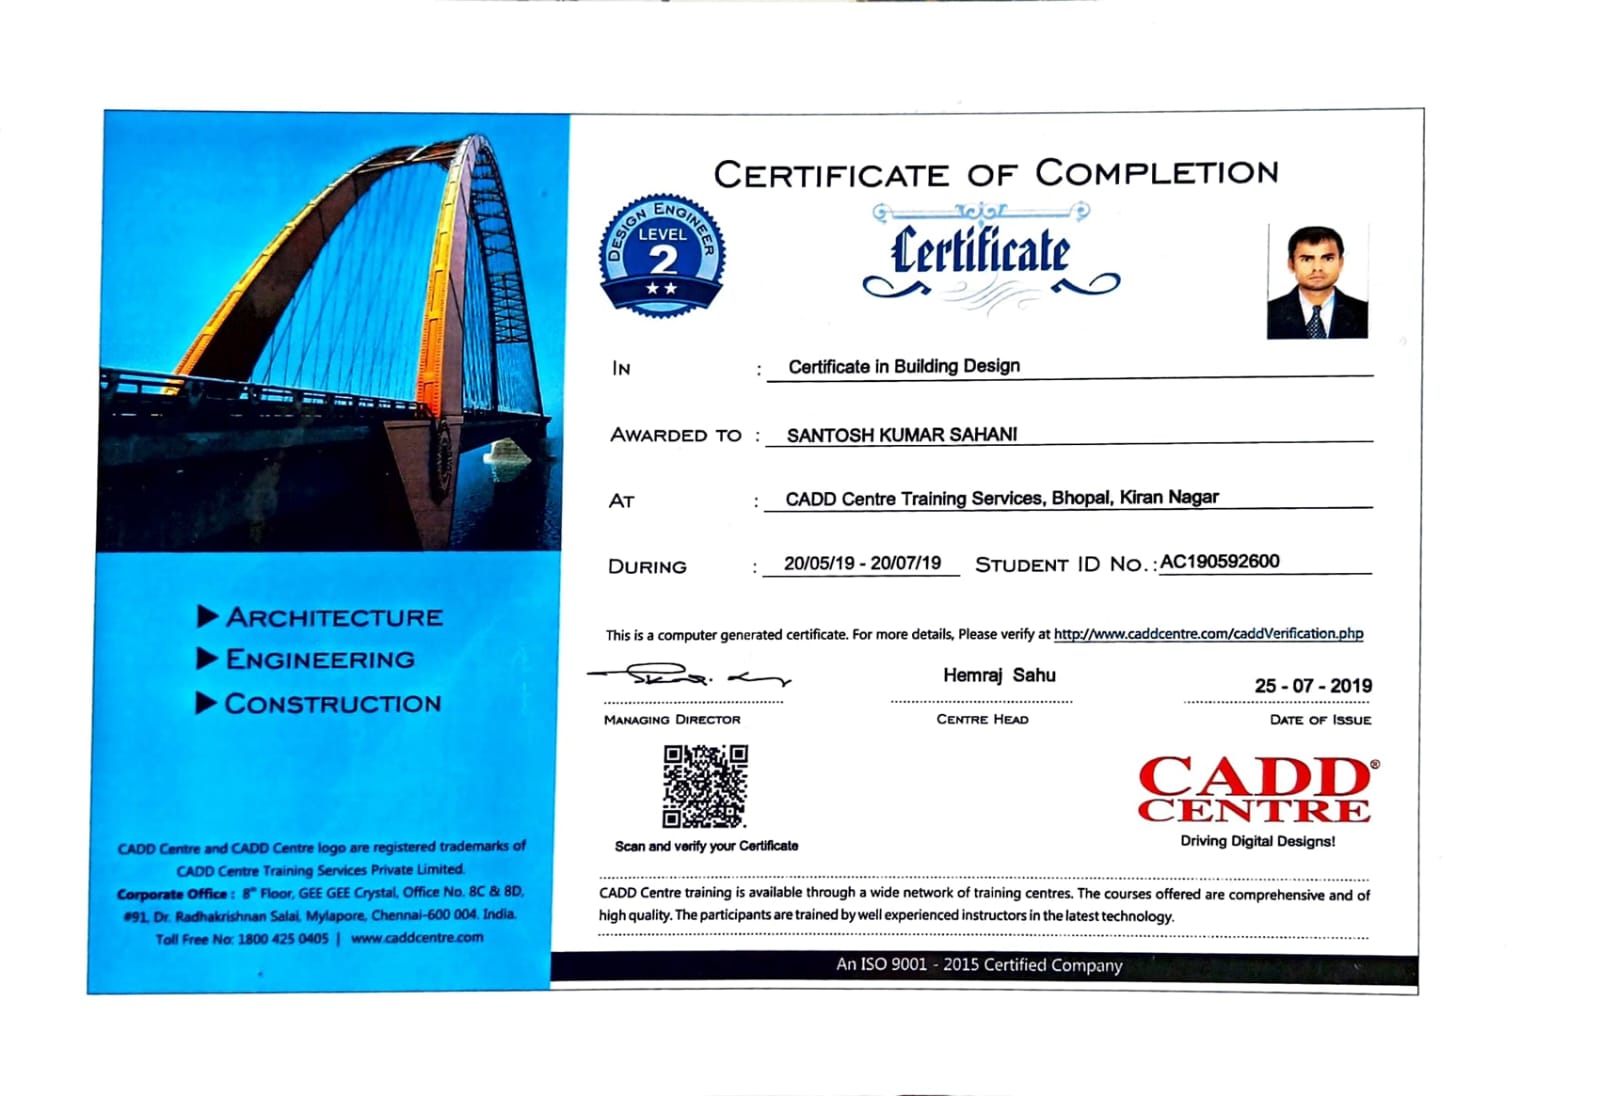 CERTIFICATE OF COMPLETION
DESIGN ENGINEER
LEVEL
2
Certificate
IN : Certificate in Building Design
AWARDED TO : SANTOSH KUMAR SAHANI
AT : CADD Centre Training Services, Bhopal, Kiran Nagar
DURING : 20/05/19 - 20/07/19 STUDENT ID NO.: AC190592600
This is a computer generated certificate. For more details, Please verify at http://www.caddcentre.com/caddVerification.php
Hemraj Sahu
25 - 07 - 2019
MANAGING DIRECTOR CENTRE HEAD DATE OF ISSUE
Scan and verify your Certificate
CADD®
CENTRE
Driving Digital Designs!
CADD Centre training is available through a wide network of training centres. The courses offered are comprehensive and of
high quality. The participants are trained by well experienced instructors in the latest technology.
An ISO 9001 - 2015 Certified Company
ARCHITECTURE
ENGINEERING
CONSTRUCTION
CADD Centre and CADD Centre logo are registered trademarks of
CADD Centre Training Services Private Limited.
Corporate Office : 8th Floor, GEE GEE Crystal, Office No. 8C & 8D,
#91, Dr. Radhakrishnan Salai, Mylapore, Chennai-600 004. India.
Toll Free No: 1800 425 0405 | www.caddcentre.com